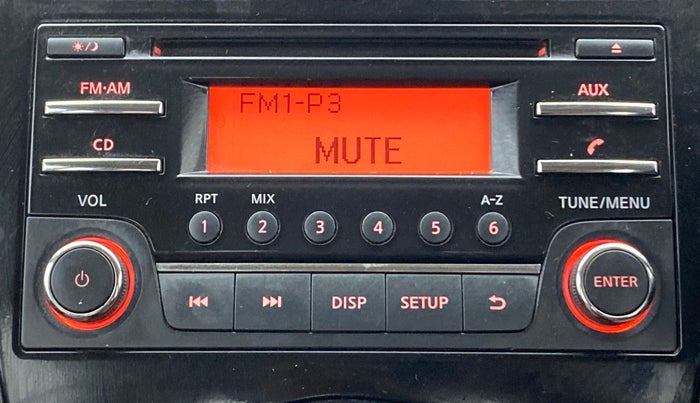 FM·AM
AUX
FM1-P3
MUTE
CD
VOL
RPT MIX A-Z
TUNE/MENU
1 2 3 4 5 6
ENTER
DISP SETUP